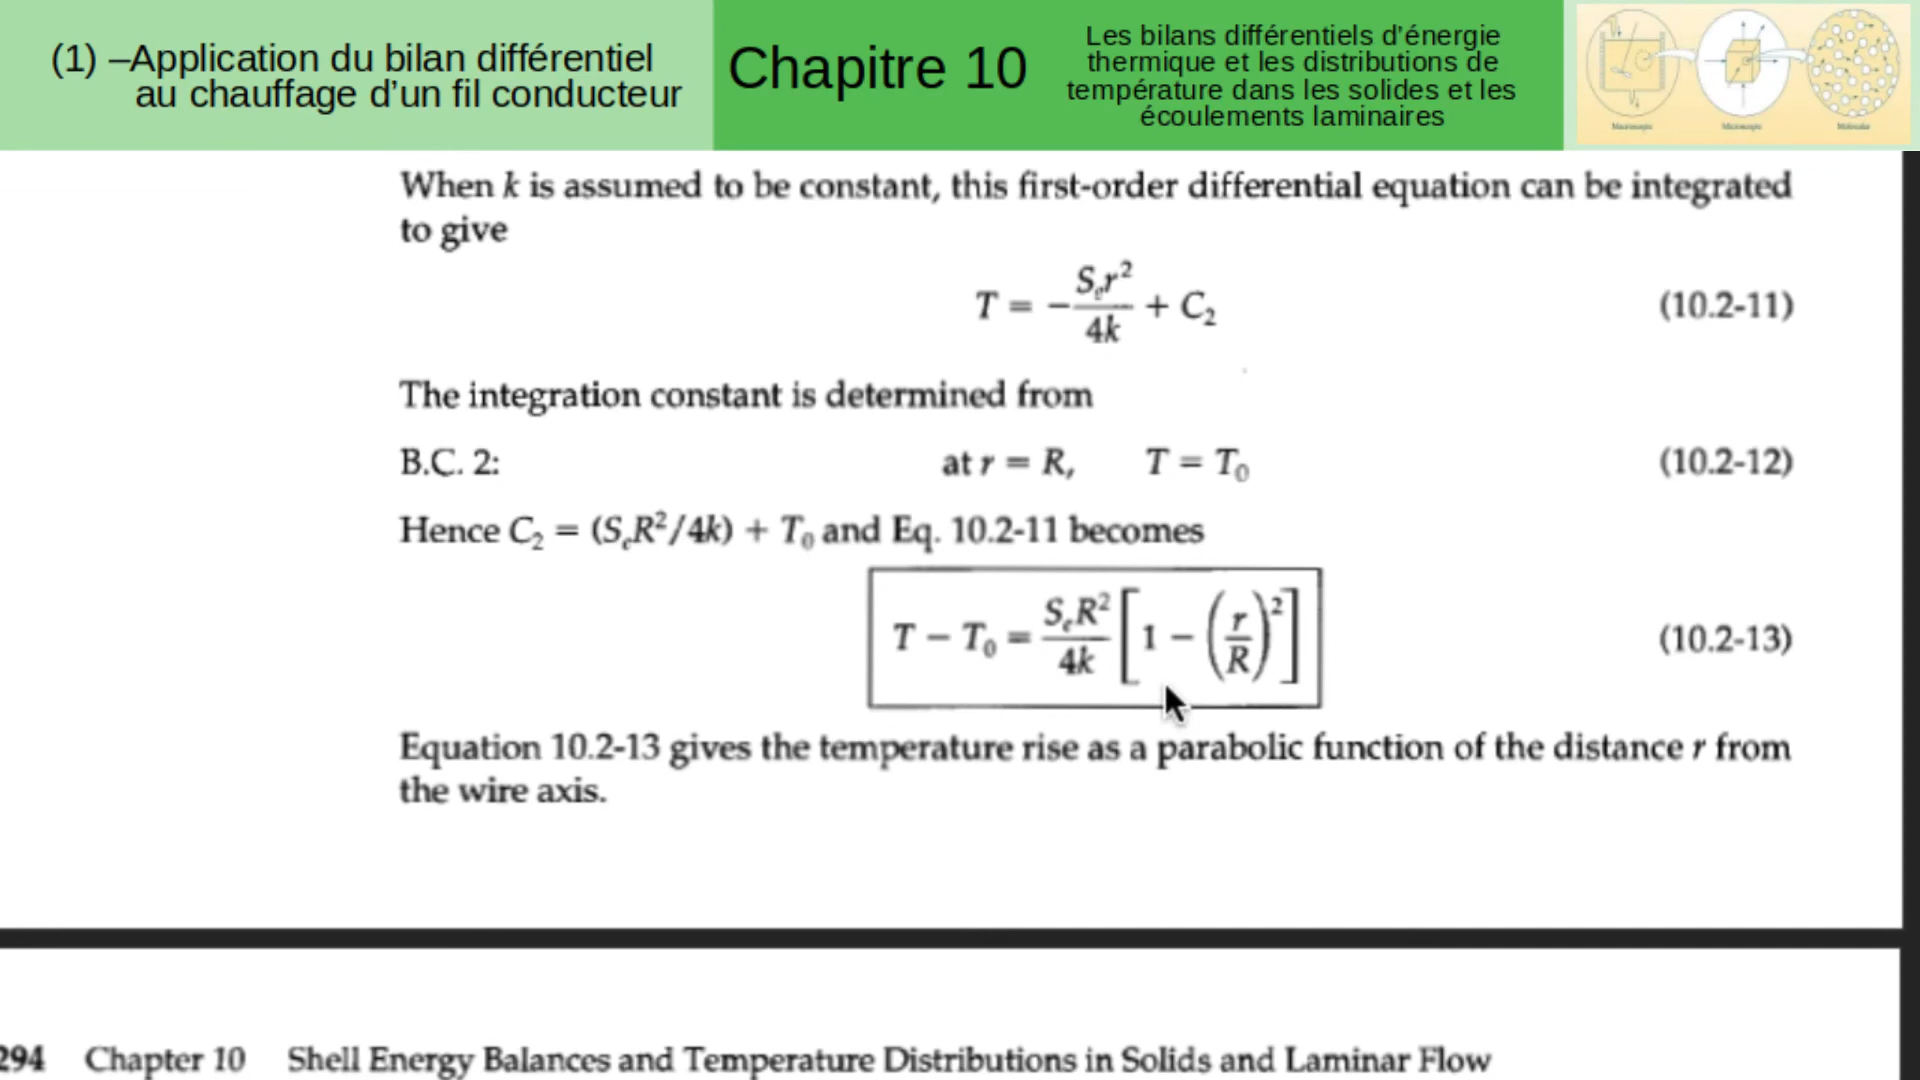 (1) –Application du bilan différentiel
au chauffage d'un fil conducteur
Chapitre 10
Les bilans différentiels d'énergie
thermique et les distributions de
température dans les solides et les
écoulements laminaires
Macroscopic
Microscopic
Molecular
When k is assumed to be constant, this first-order differential equation can be integrated
to give
T = −S_e r²/4k + C₂ (10.2-11)
The integration constant is determined from
B.C. 2: at r = R, T = T₀ (10.2-12)
Hence C₂ = (S_e R²/4k) + T₀ and Eq. 10.2-11 becomes
T − T₀ = S_e R²/4k [1 − (r/R)²] (10.2-13)
Equation 10.2-13 gives the temperature rise as a parabolic function of the distance r from
the wire axis.
294 Chapter 10 Shell Energy Balances and Temperature Distributions in Solids and Laminar Flow